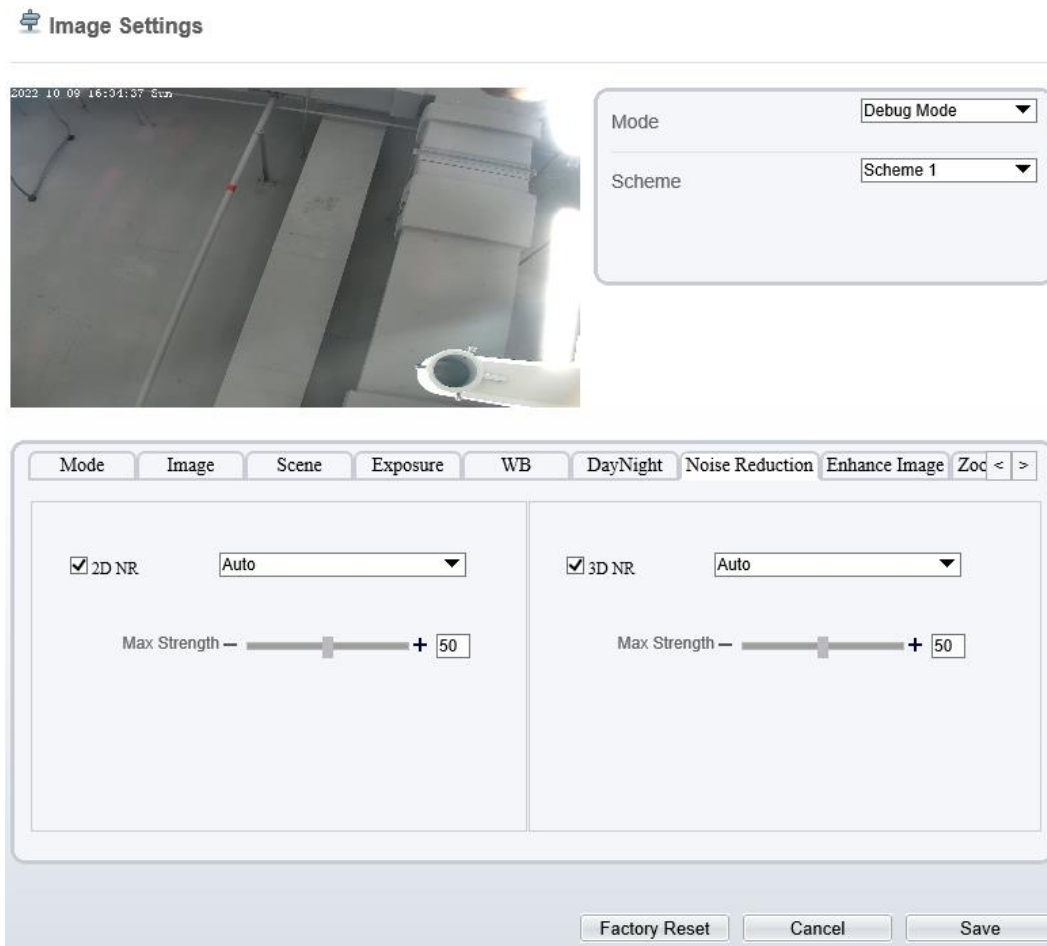 Image Settings
2022 10 09 16:34:37 Sun
Mode
Debug Mode
Scheme
Scheme 1
Mode Image Scene Exposure WB DayNight Noise Reduction Enhance Image Zoo < >
2D NR Auto
3D NR Auto
Max Strength − + 50
Max Strength − + 50
Factory Reset Cancel Save